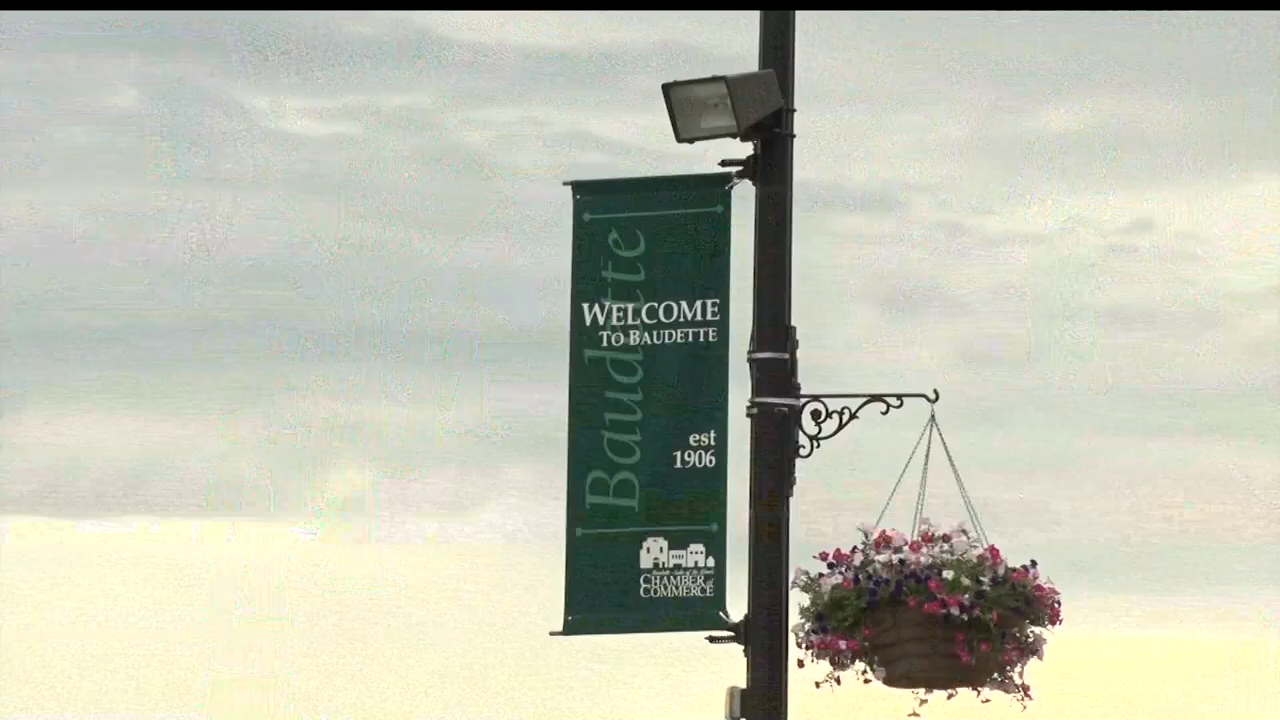 Baudette
WELCOME
TO BAUDETTE
est
1906
CHAMBER of
COMMERCE